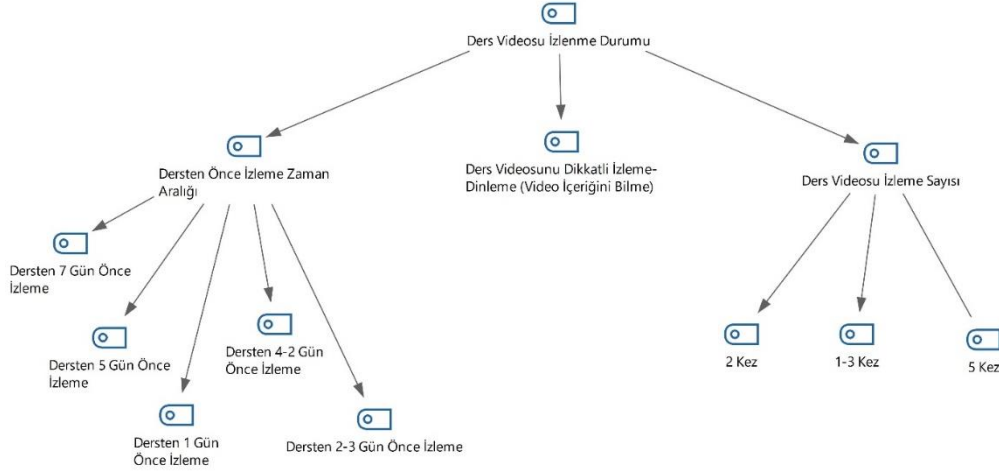 Ders Videosu İzlenme Durumu
Dersten Önce İzleme Zaman
Aralığı
Ders Videosunu Dikkatli İzleme-
Dinleme (Video İçeriğini Bilme)
Ders Videosu İzleme Sayısı
Dersten 7 Gün Önce
İzleme
Dersten 5 Gün Önce
İzleme
Dersten 1 Gün
Önce İzleme
Dersten 4-2 Gün
Önce İzleme
Dersten 2-3 Gün Önce İzleme
2 Kez
1-3 Kez
5 Kez